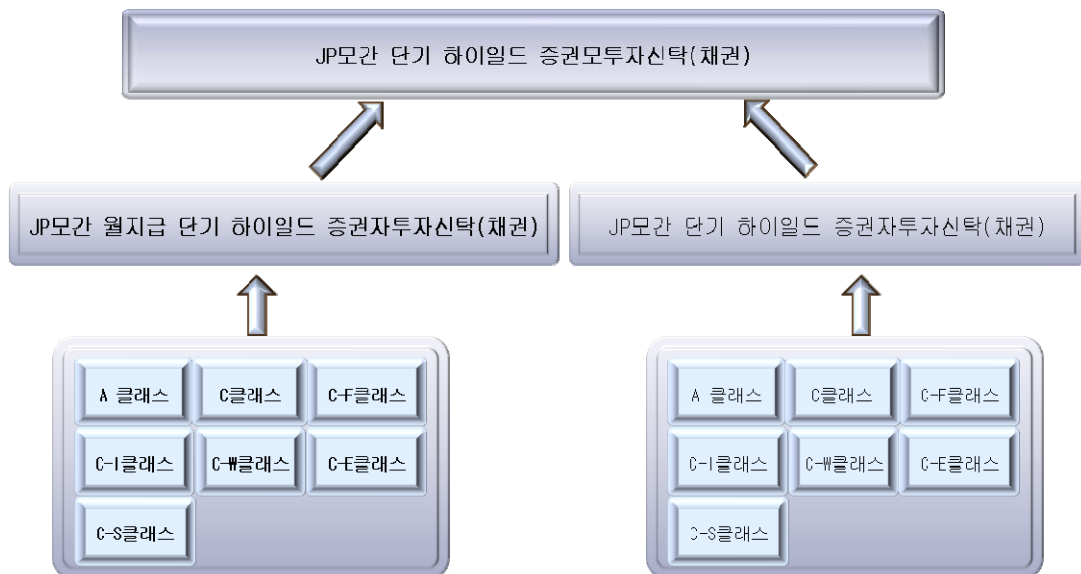 JP모간 단기 하이일드 증권모투자신탁(채권)
JP모간 월지급 단기 하이일드 증권자투자신탁(채권)
JP모간 단기 하이일드 증권자투자신탁(채권)
A 클래스
C클래스
C-F클래스
C-I클래스
C-W클래스
C-E클래스
C-S클래스
A 클래스
C클래스
C-F클래스
C-I클래스
C-W클래스
C-E클래스
C-S클래스